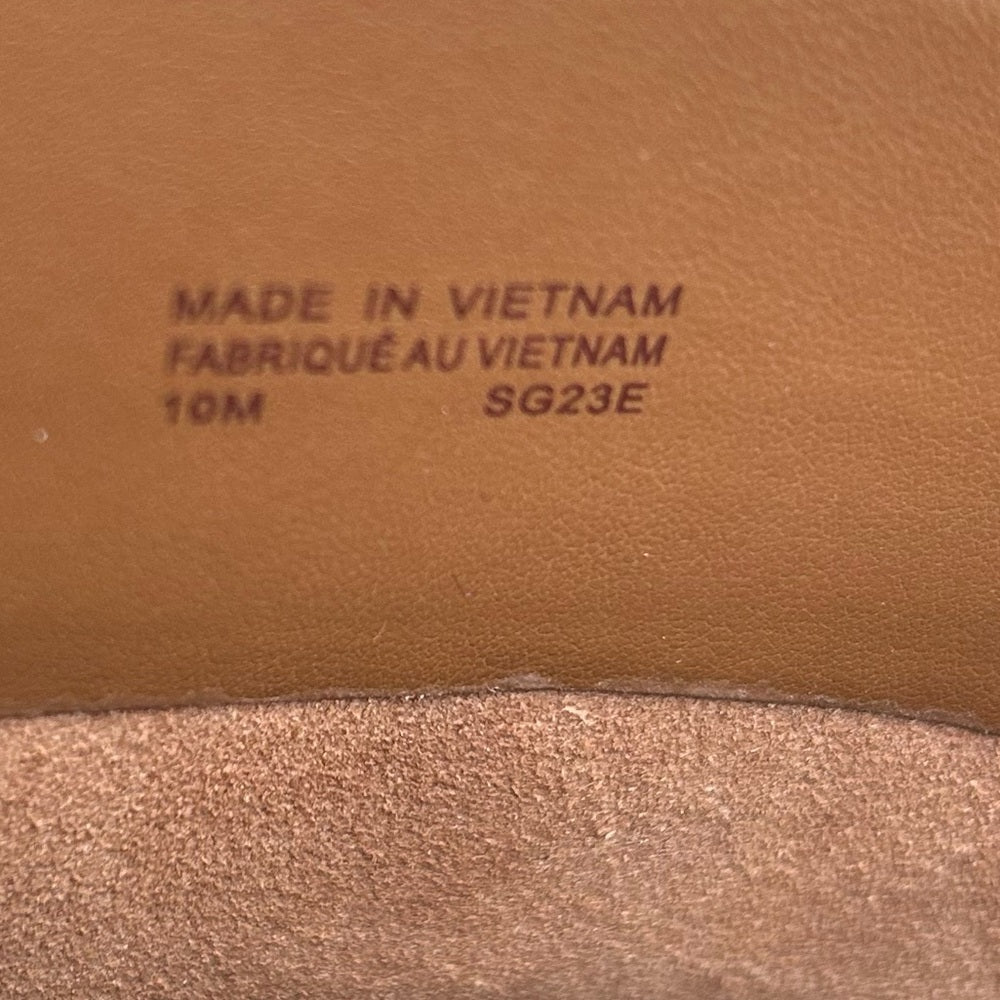 MADE IN VIETNAM
FABRIQUÉ AU VIETNAM
10M SG23E